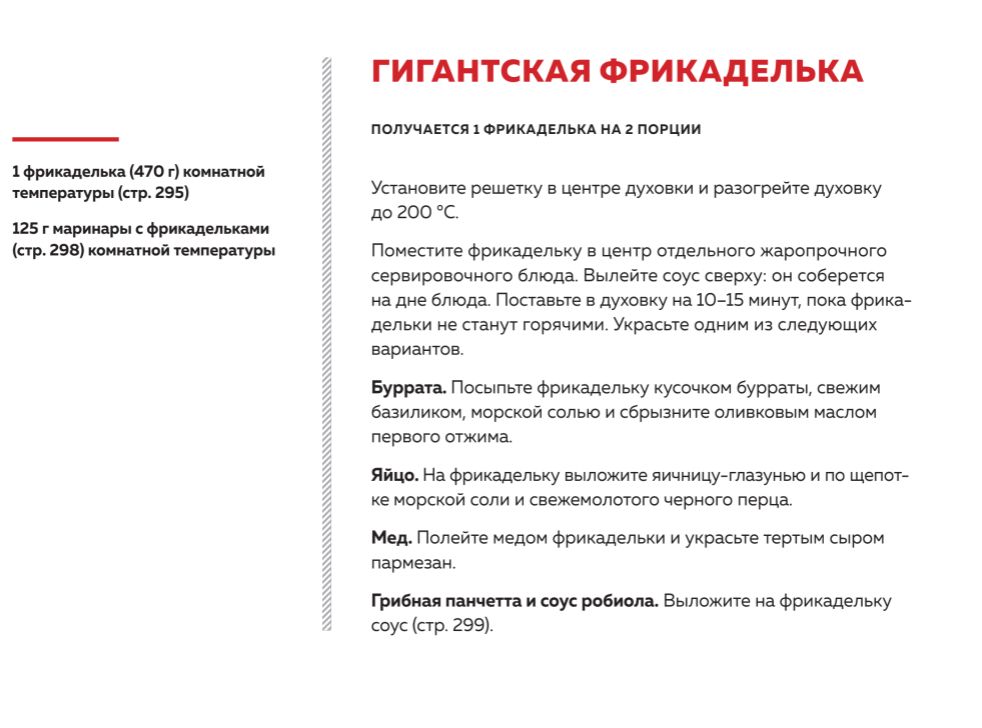 ГИГАНТСКАЯ ФРИКАДЕЛЬКА
ПОЛУЧАЕТСЯ 1 ФРИКАДЕЛЬКА НА 2 ПОРЦИИ
1 фрикаделька (470 г) комнатной
температуры (стр. 295)
125 г маринары с фрикадельками
(стр. 298) комнатной температуры
Установите решетку в центре духовки и разогрейте духовку
до 200 °С.
Поместите фрикадельку в центр отдельного жаропрочного
сервировочного блюда. Вылейте соус сверху: он соберется
на дне блюда. Поставьте в духовку на 10–15 минут, пока фрика-
дельки не станут горячими. Украсьте одним из следующих
вариантов.
Буррата. Посыпьте фрикадельку кусочком бурраты, свежим
базиликом, морской солью и сбрызните оливковым маслом
первого отжима.
Яйцо. На фрикадельку выложите яичницу-глазунью и по щепот-
ке морской соли и свежемолотого черного перца.
Мед. Полейте медом фрикадельки и украсьте тертым сыром
пармезан.
Грибная панчетта и соус робиола. Выложите на фрикадельку
соус (стр. 299).